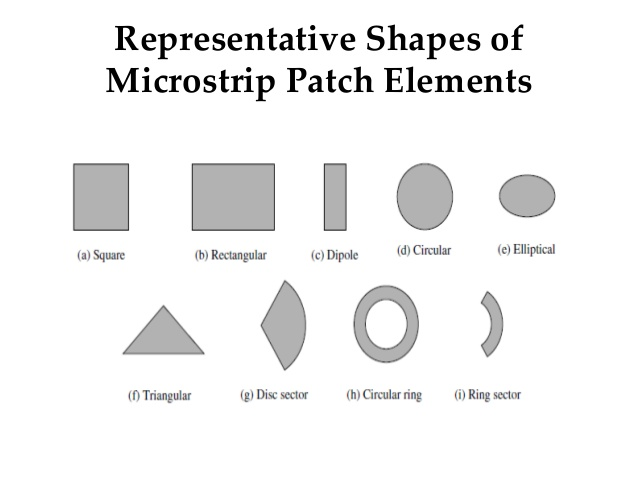 Representative Shapes of
Microstrip Patch Elements
(a) Square
(b) Rectangular
(c) Dipole
(d) Circular
(e) Elliptical
(f) Triangular
(g) Disc sector
(h) Circular ring
(i) Ring sector